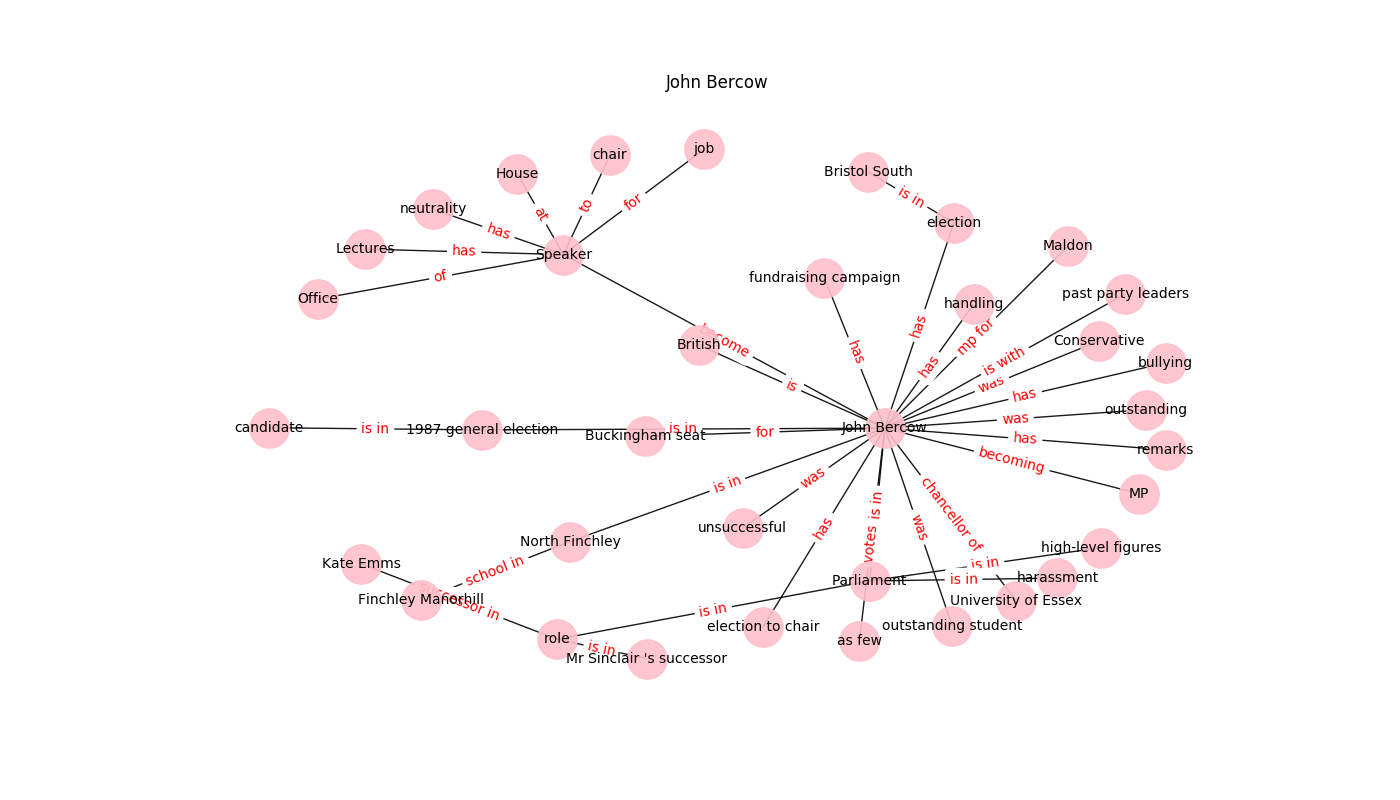 John Bercow
job
chair
House
Bristol South
is in
neutrality
to
for
at
election
has
Maldon
Lectures
has
Speaker
of
fundraising campaign
past party leaders
Office
handling
has
mp for
British
become
has
is with
Conservative
has
bullying
is
was
has
outstanding
was
candidate
is in
1987 general election
is in
Buckingham seat
for
John Bercow
has
remarks
becoming
is in
was
MP
school in
North Finchley
unsuccessful
has
is in
votes
was
chancellor of
high-level figures
Kate Emms
is in
Parliament
is in
harassment
Finchley Manorhill
University of Essex
is in
role
election to chair
as few
outstanding student
is in
Mr Sinclair 's successor